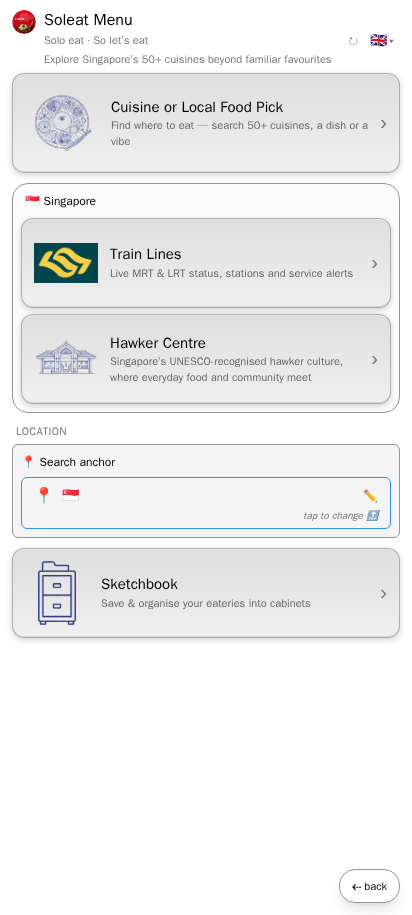 Soleat Menu
Solo eat · So let's eat
Explore Singapore's 50+ cuisines beyond familiar favourites
Cuisine or Local Food Pick
Find where to eat — search 50+ cuisines, a dish or a
vibe
Singapore
Train Lines
Live MRT & LRT status, stations and service alerts
Hawker Centre
Singapore's UNESCO-recognised hawker culture,
where everyday food and community meet
LOCATION
Search anchor
tap to change
Sketchbook
Save & organise your eateries into cabinets
back